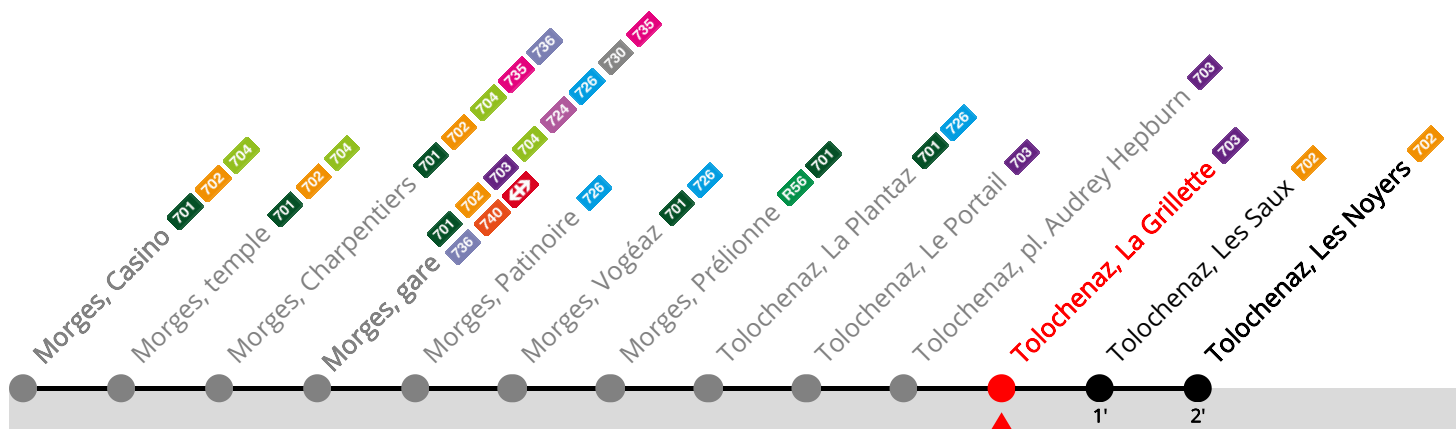 Morges, Casino 701 702 704
Morges, temple 701 702 704
Morges, Charpentiers 701 702 704 735 736
Morges, gare 701 702 703 704 724 726 730 735
736 740
Morges, Patinoire 726
Morges, Vogéaz 701 726
Morges, Prélionne R56 701
Tolochenaz, La Plantaz 701 726
Tolochenaz, Le Portail 703
Tolochenaz, pl. Audrey Hepburn 703
Tolochenaz, La Grillette 703
Tolochenaz, Les Saux 702
Tolochenaz, Les Noyers 702
1'
2'